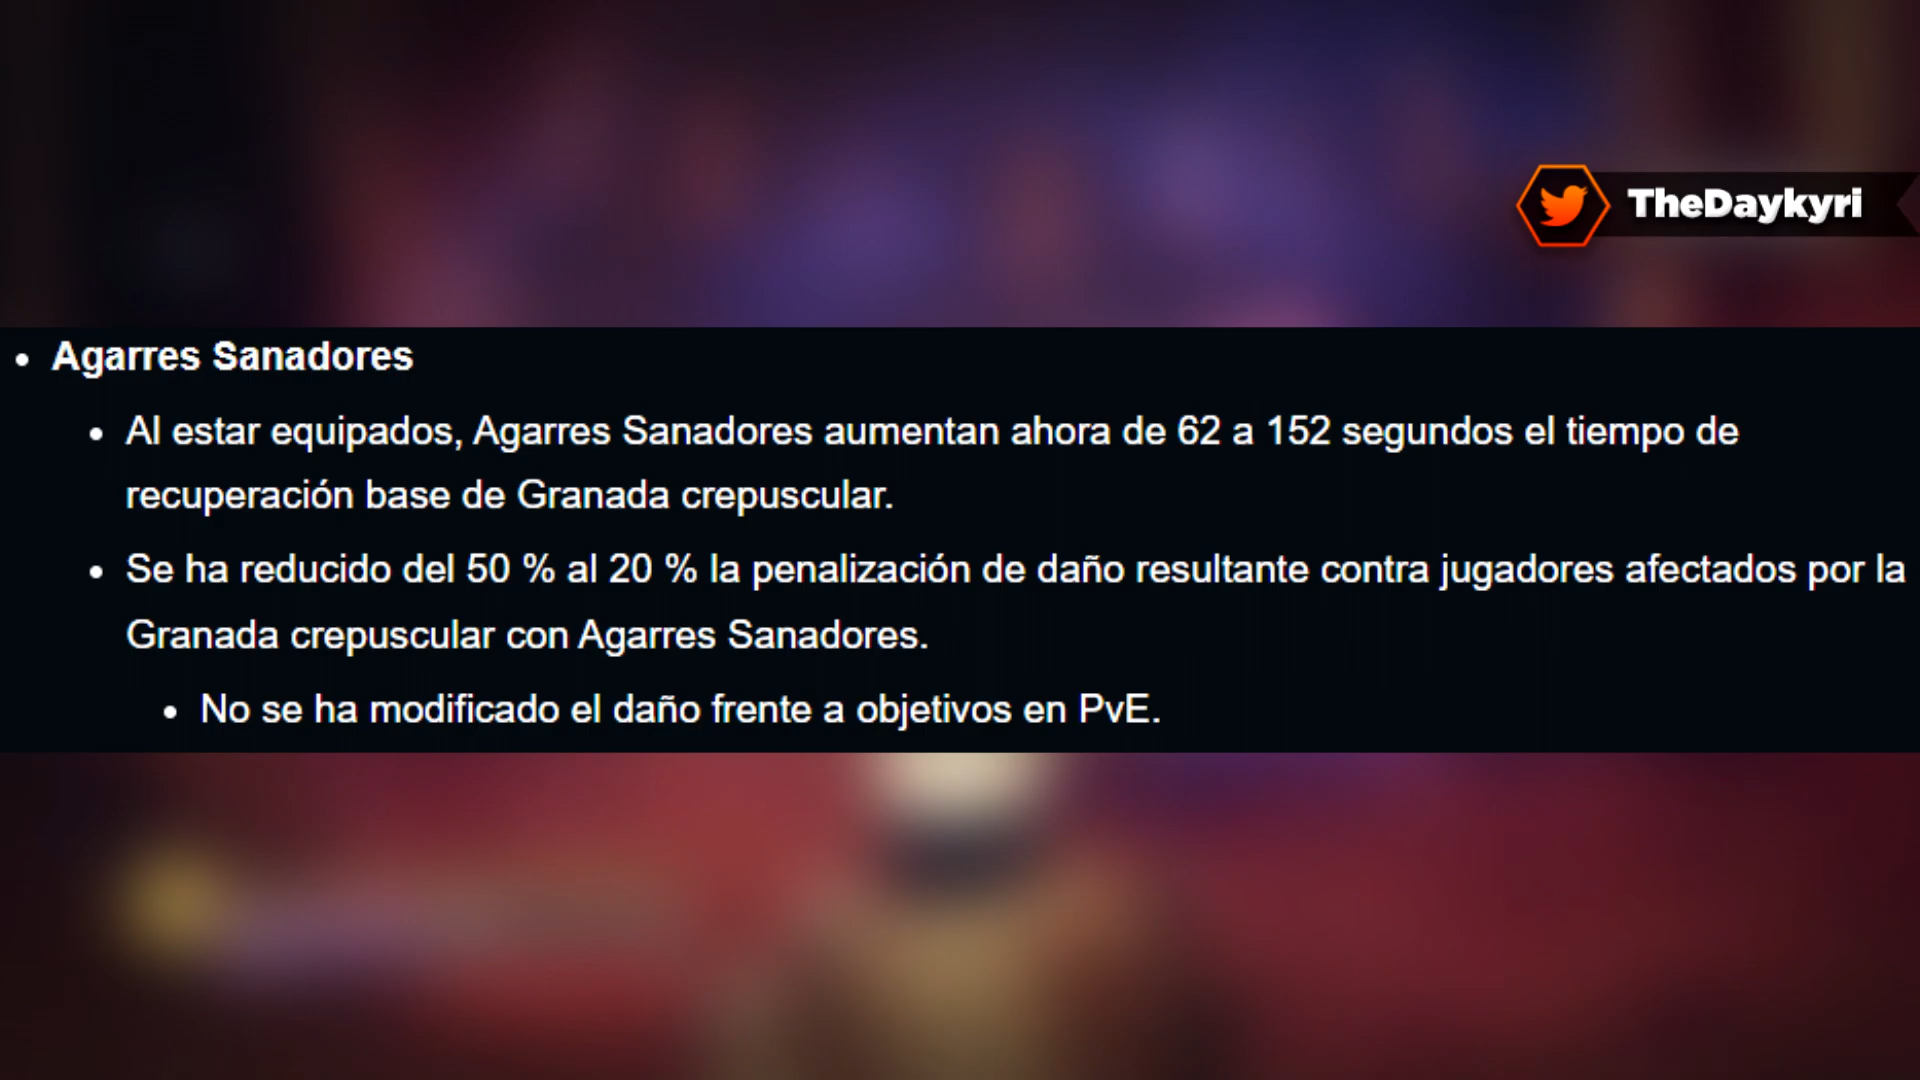 TheDaykyri
• Agarres Sanadores
• Al estar equipados, Agarres Sanadores aumentan ahora de 62 a 152 segundos el tiempo de
recuperación base de Granada crepuscular.
• Se ha reducido del 50 % al 20 % la penalización de daño resultante contra jugadores afectados por la
Granada crepuscular con Agarres Sanadores.
• No se ha modificado el daño frente a objetivos en PvE.